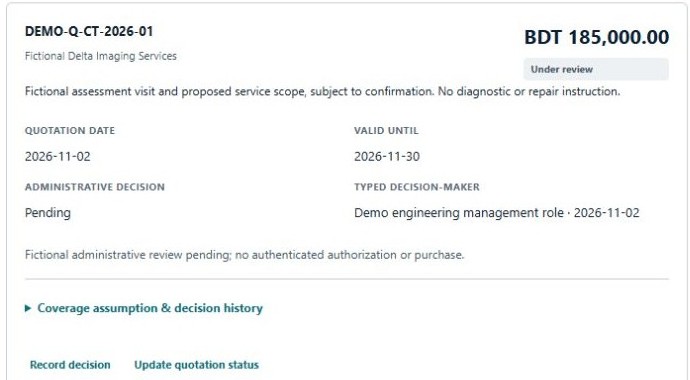 DEMO-Q-CT-2026-01
BDT 185,000.00
Fictional Delta Imaging Services
Under review
Fictional assessment visit and proposed service scope, subject to confirmation. No diagnostic or repair instruction.
QUOTATION DATE
VALID UNTIL
2026-11-02
2026-11-30
ADMINISTRATIVE DECISION
TYPED DECISION-MAKER
Pending
Demo engineering management role · 2026-11-02
Fictional administrative review pending; no authenticated authorization or purchase.
Coverage assumption & decision history
Record decision
Update quotation status